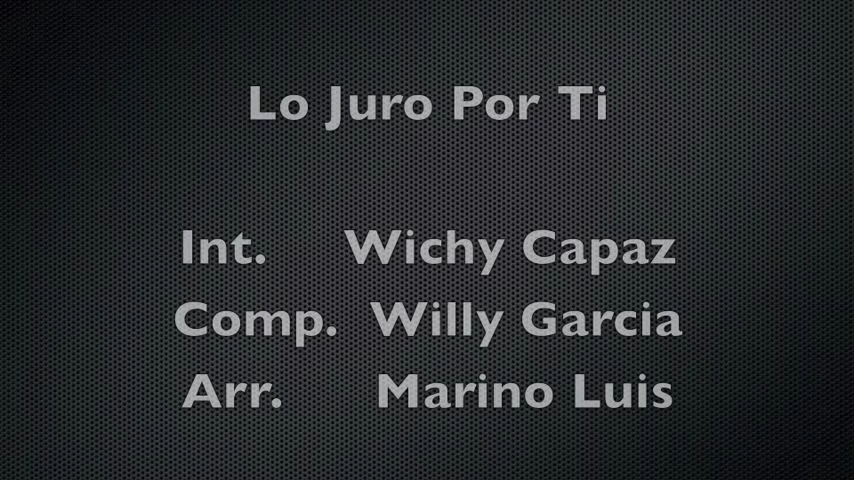 Lo Juro Por Ti
Int. Wichy Capaz
Comp. Willy Garcia
Arr. Marino Luis